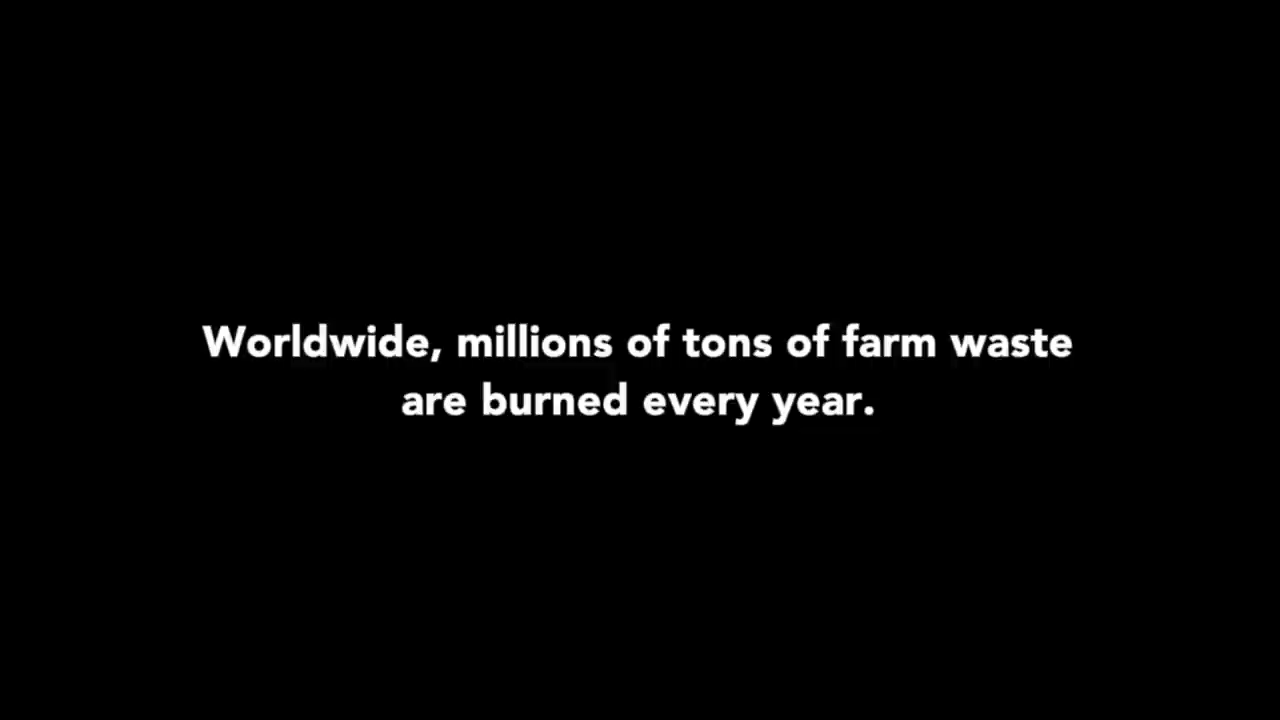 Worldwide, millions of tons of farm waste
are burned every year.